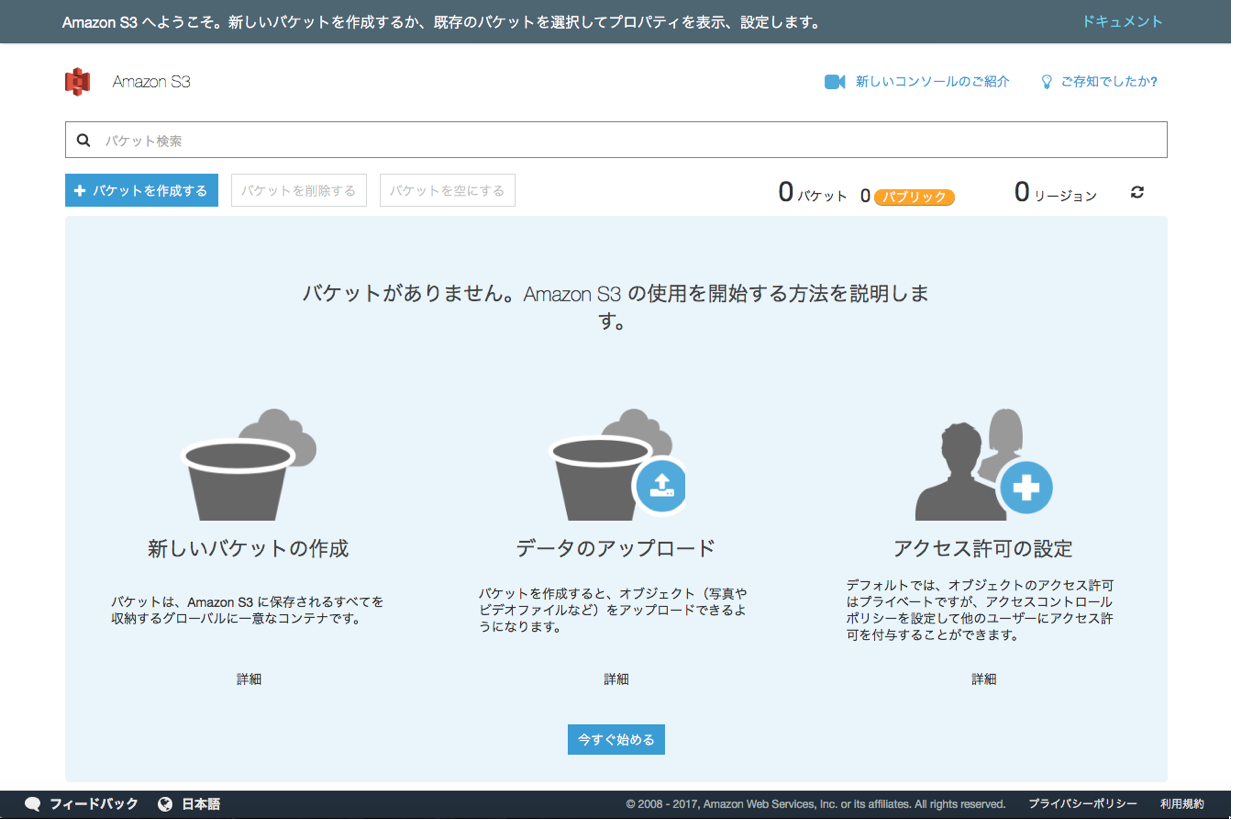 Amazon S3 へようこそ。新しいバケットを作成するか、既存のバケットを選択してプロパティを表示、設定します。
ドキュメント
Amazon S3
新しいコンソールのご紹介
ご存知でしたか?
バケット検索
バケットを作成する
バケットを削除する
バケットを空にする
0 バケット
0 パブリック
0 リージョン
バケットがありません。Amazon S3 の使用を開始する方法を説明しま
す。
新しいバケットの作成
バケットは、Amazon S3 に保存されるすべてを
収納するグローバルに一意なコンテナです。
詳細
データのアップロード
バケットを作成すると、オブジェクト（写真や
ビデオファイルなど）をアップロードできるよ
うになります。
詳細
アクセス許可の設定
デフォルトでは、オブジェクトのアクセス許可
はプライベートですが、アクセスコントロール
ポリシーを設定して他のユーザーにアクセス許
可を付与することができます。
詳細
今すぐ始める
フィードバック
日本語
© 2008 - 2017, Amazon Web Services, Inc. or its affiliates. All rights reserved.
プライバシーポリシー
利用規約